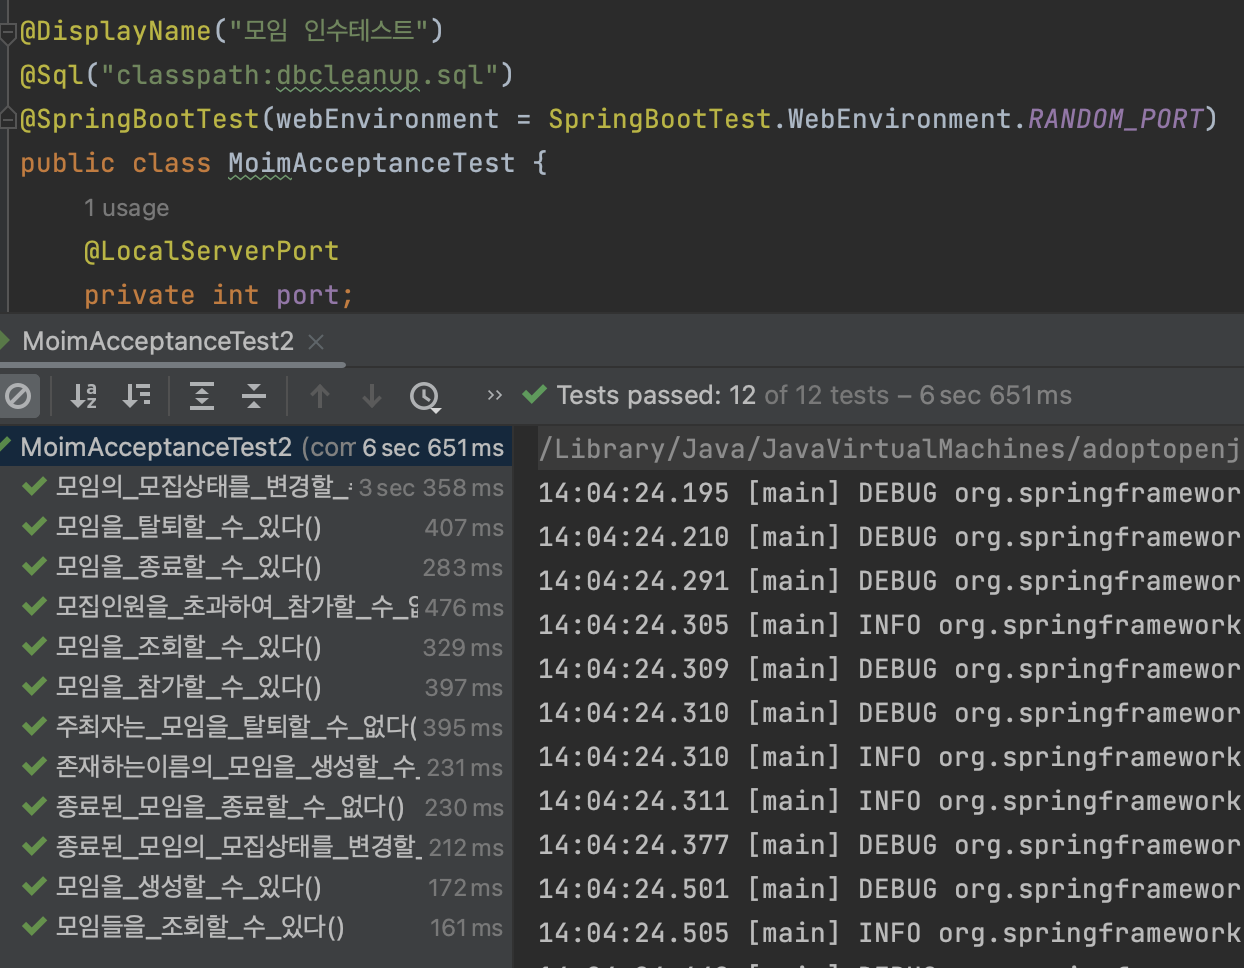 @DisplayName("모임 인수테스트")
@Sql("classpath:dbcleanup.sql")
@SpringBootTest(webEnvironment = SpringBootTest.WebEnvironment.RANDOM_PORT)
public class MoimAcceptanceTest {
1 usage
@LocalServerPort
private int port;
MoimAcceptanceTest2
Tests passed: 12 of 12 tests – 6 sec 651 ms
MoimAcceptanceTest2 (com 6 sec 651 ms
모임의_모집상태를_변경할_ 3 sec 358 ms
모임을_탈퇴할_수_있다() 407 ms
모임을_종료할_수_있다() 283 ms
모집인원을_초과하여_참가할_수_ 476 ms
모임을_조회할_수_있다() 329 ms
모임을_참가할_수_있다() 397 ms
주최자는_모임을_탈퇴할_수_없다( 395 ms
존재하는이름의_모임을_생성할_수_ 231 ms
종료된_모임을_종료할_수_없다() 230 ms
종료된_모임의_모집상태를_변경할_ 212 ms
모임을_생성할_수_있다() 172 ms
모임들을_조회할_수_있다() 161 ms
/Library/Java/JavaVirtualMachines/adoptopenj
14:04:24.195 [main] DEBUG org.springframewor
14:04:24.210 [main] DEBUG org.springframewor
14:04:24.291 [main] DEBUG org.springframewor
14:04:24.305 [main] INFO org.springframework
14:04:24.309 [main] DEBUG org.springframewor
14:04:24.310 [main] DEBUG org.springframewor
14:04:24.310 [main] INFO org.springframework
14:04:24.311 [main] INFO org.springframework
14:04:24.377 [main] DEBUG org.springframewor
14:04:24.501 [main] DEBUG org.springframewor
14:04:24.505 [main] INFO org.springframework